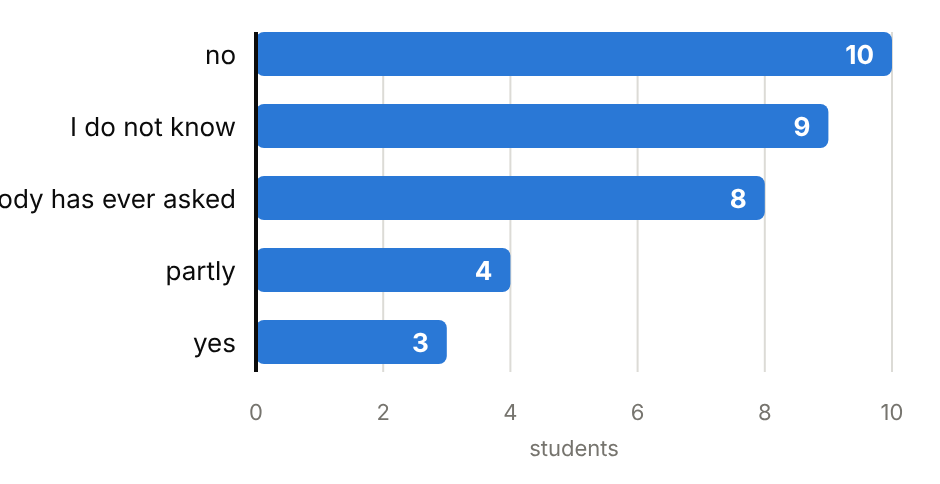 no 10
I do not know 9
has ever asked 8
partly 4
yes 3
0 2 4 6 8 10
students